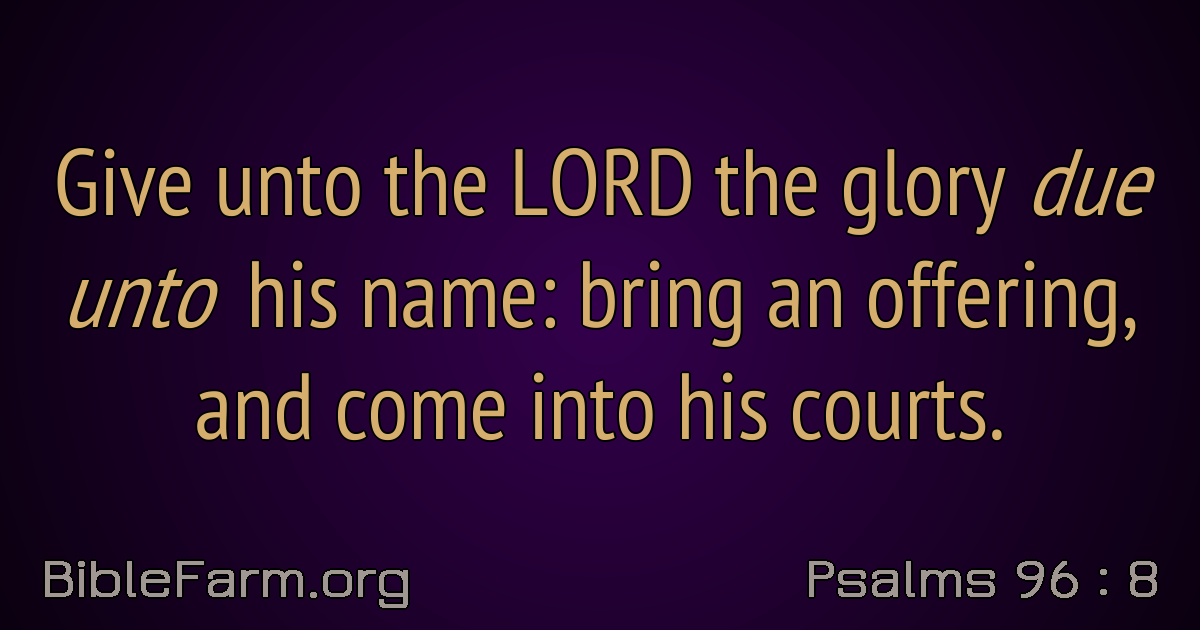 Give unto the LORD the glory due
unto his name: bring an offering,
and come into his courts.
BibleFarm.org
Psalms 96 : 8